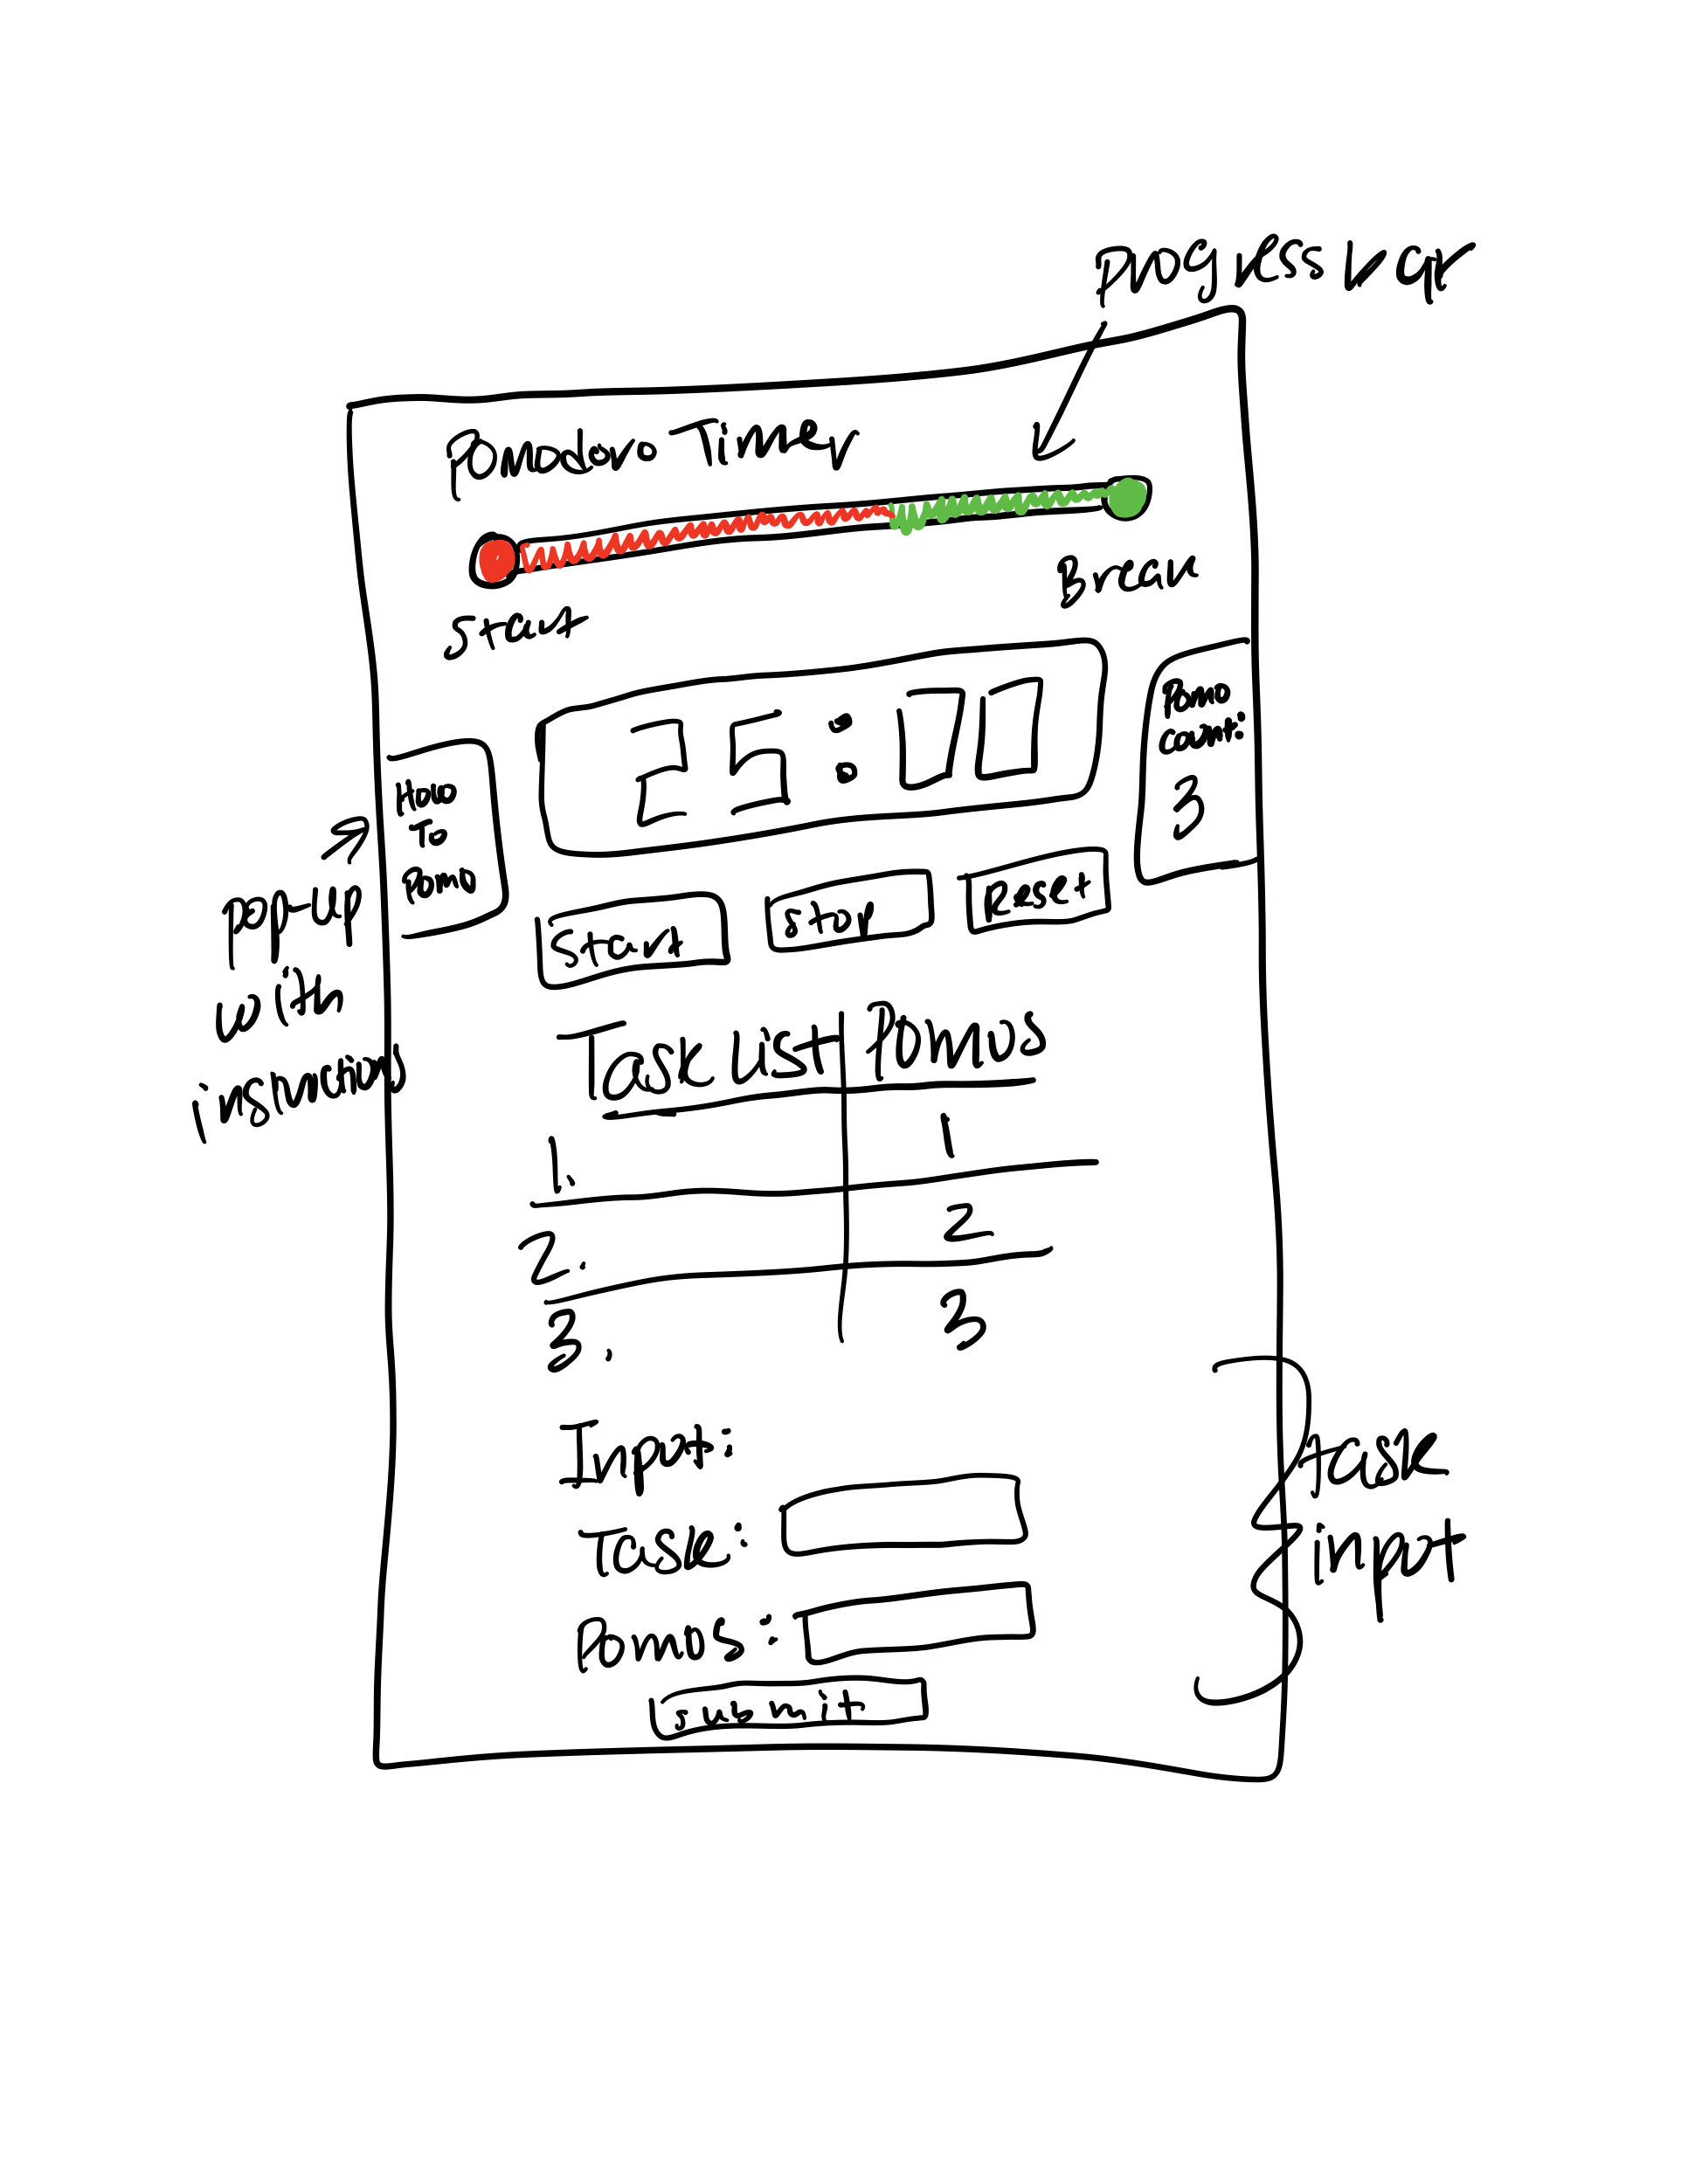 progress bar
Pomodoro Timer
Start
Break
25:00
Pomo
count:
3
How
To
Pomo
pop-up
with
instructions
Start
Stop
Reset
Task List
Pomos
1.
1
2.
2
3.
3
Input:
Task:
Pomos:
submit
task
input